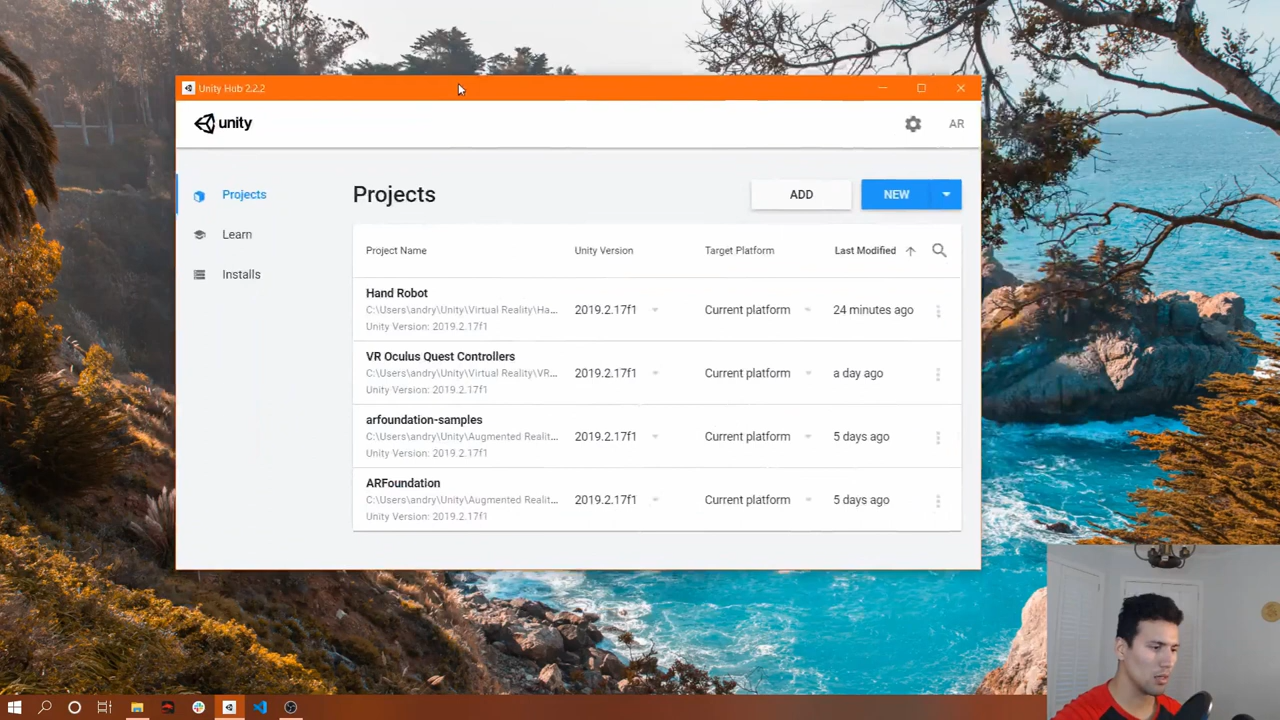 Unity Hub 2.2.2
unity
AR
Projects
Learn
Installs
Projects
ADD
NEW
Project Name
Unity Version
Target Platform
Last Modified
Hand Robot
C:\Users\andry\Unity\Virtual Reality\Ha...
Unity Version: 2019.2.17f1
2019.2.17f1
Current platform
24 minutes ago
VR Oculus Quest Controllers
C:\Users\andry\Unity\Virtual Reality\VR...
Unity Version: 2019.2.17f1
2019.2.17f1
Current platform
a day ago
arfoundation-samples
C:\Users\andry\Unity\Augmented Realit...
Unity Version: 2019.2.17f1
2019.2.17f1
Current platform
5 days ago
ARFoundation
C:\Users\andry\Unity\Augmented Realit...
Unity Version: 2019.2.17f1
2019.2.17f1
Current platform
5 days ago